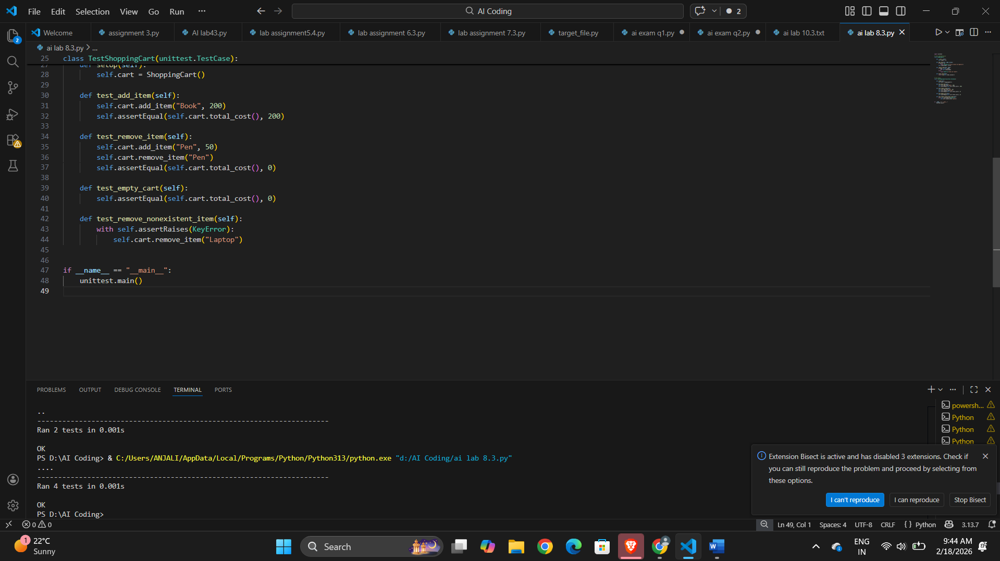 File Edit Selection View Go Run ···
AI Coding
2
Welcome
assignment 3.py
AI lab43.py
lab assignment5.4.py
lab assignment 6.3.py
lab assignment 7.3.py
target_file.py
ai exam q1.py
ai exam q2.py
ai lab 10.3.txt
ai lab 8.3.py
2
ai lab 8.3.py > ...
25 class TestShoppingCart(unittest.TestCase):
27 def setUp(self):
28 self.cart = ShoppingCart()
29
30 def test_add_item(self):
31 self.cart.add_item("Book", 200)
32 self.assertEqual(self.cart.total_cost(), 200)
33
34 def test_remove_item(self):
35 self.cart.add_item("Pen", 50)
36 self.cart.remove_item("Pen")
37 self.assertEqual(self.cart.total_cost(), 0)
38
39 def test_empty_cart(self):
40 self.assertEqual(self.cart.total_cost(), 0)
41
42 def test_remove_nonexistent_item(self):
43 with self.assertRaises(KeyError):
44 self.cart.remove_item("Laptop")
45
46
47 if __name__ == "__main__":
48 unittest.main()
49
PROBLEMS OUTPUT DEBUG CONSOLE TERMINAL PORTS
..
----------------------------------------------------------------------
Ran 2 tests in 0.001s
OK
PS D:\AI Coding> & C:/Users/ANJALI/AppData/Local/Programs/Python/Python313/python.exe "d:/AI Coding/ai lab 8.3.py"
....
----------------------------------------------------------------------
Ran 4 tests in 0.001s
OK
PS D:\AI Coding>
powersh...
Python
Python
Python
Extension Bisect is active and has disabled 3 extensions. Check if
you can still reproduce the problem and proceed by selecting from
these options.
I can't reproduce
I can reproduce
Stop Bisect
0 0
Ln 49, Col 1 Spaces: 4 UTF-8 CRLF { } Python 3.13.7
1
22°C
Sunny
Search
ENG
IN
9:44 AM
2/18/2026